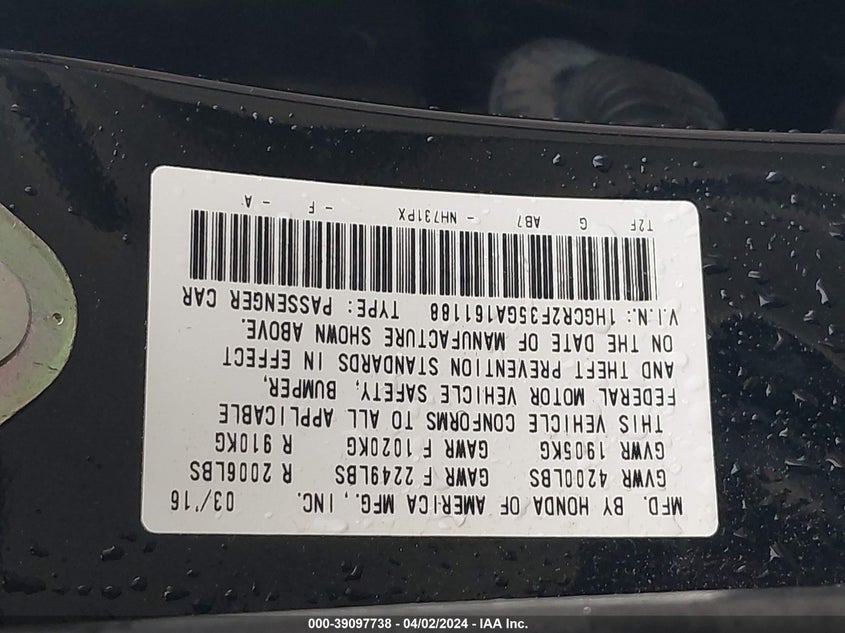 MFD. BY HONDA OF AMERICA MFG., INC. 03/'16
GVWR 4200LBS GAWR F 2249LBS R 2006LBS
GVWR 1905KG GAWR F 1020KG R 910KG
THIS VEHICLE CONFORMS TO ALL APPLICABLE
FEDERAL MOTOR VEHICLE SAFETY, BUMPER,
AND THEFT PREVENTION STANDARDS IN EFFECT
ON THE DATE OF MANUFACTURE SHOWN ABOVE.
V.I.N.: 1HGCR2F35GA161188 TYPE: PASSENGER CAR
T2F G AB7 - NH731PX - F - A
000-39097738 - 04/02/2024 - IAA Inc.